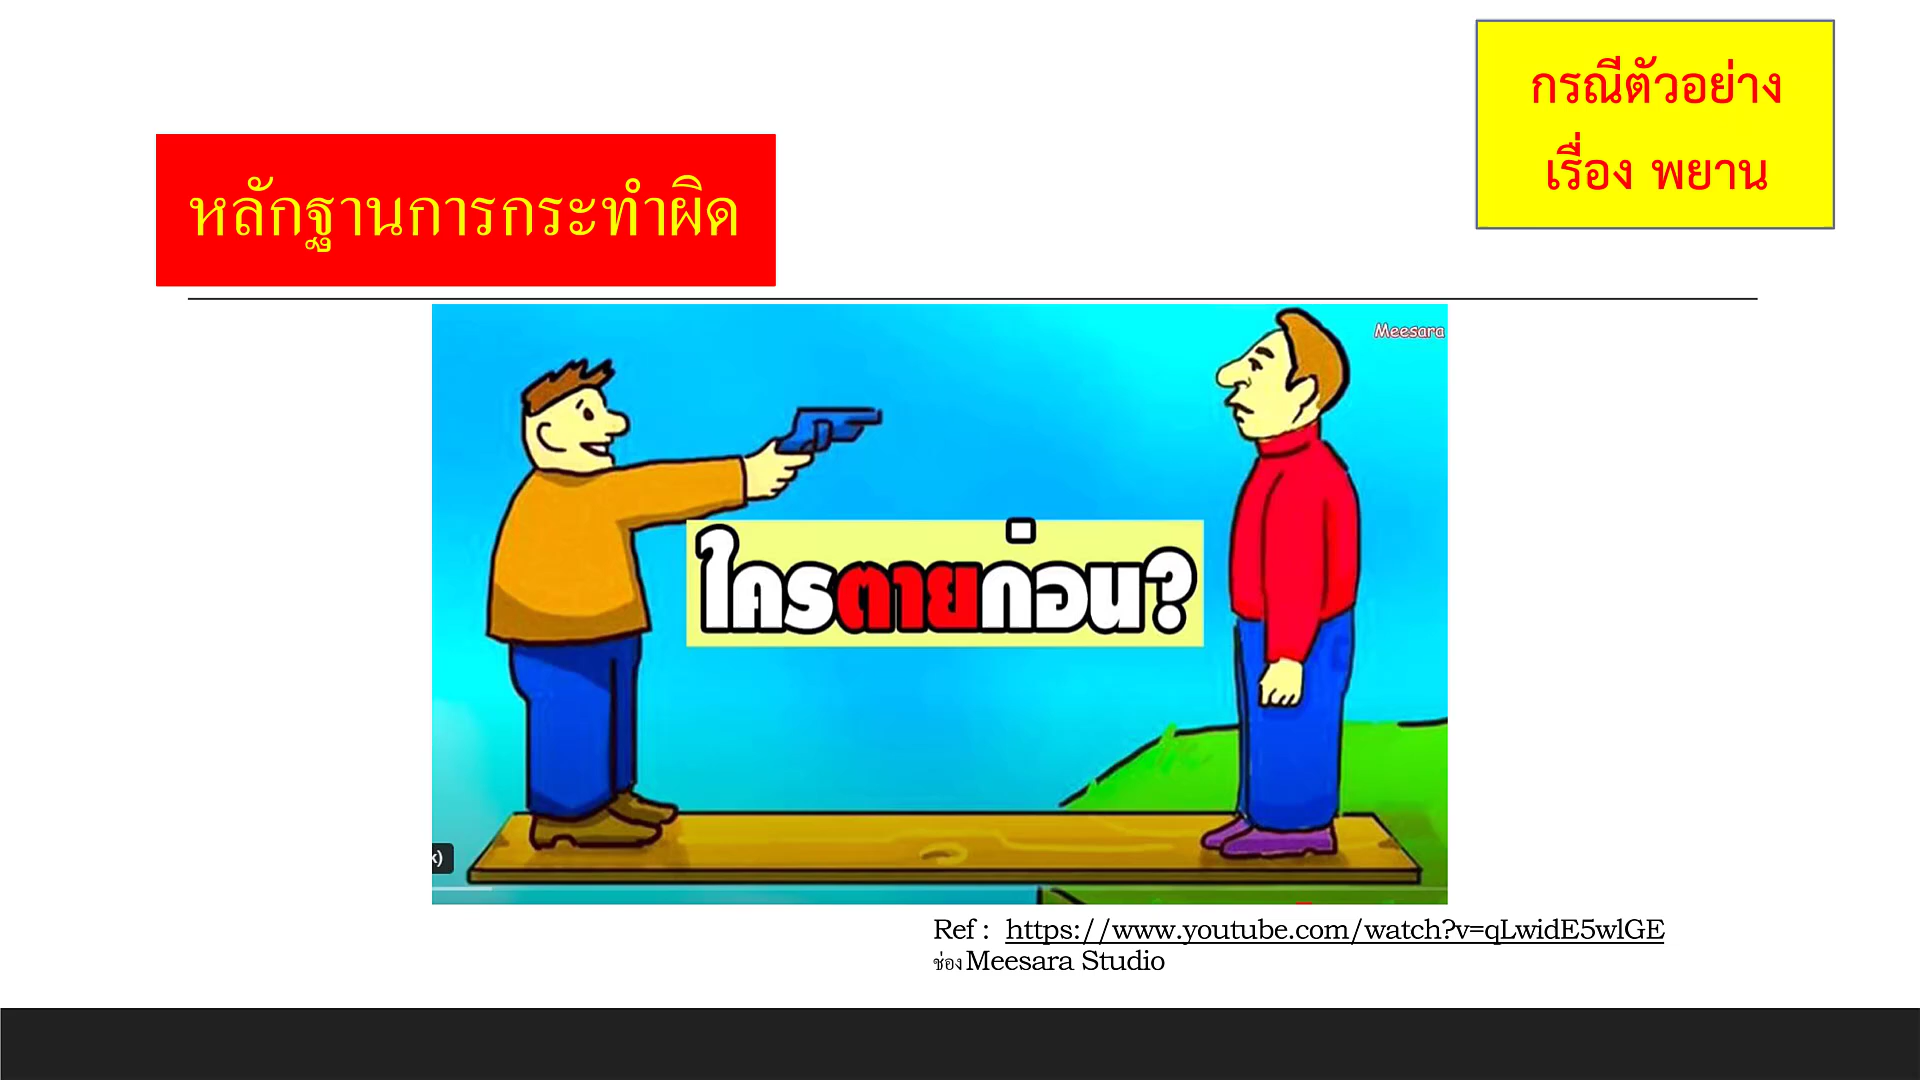 กรณีตัวอย่าง
เรื่อง พยาน
หลักฐานการกระทำผิด
Meesara
ใครตายก่อน?
Ref : https://www.youtube.com/watch?v=qLwidE5wlGE
ช่อง Meesara Studio